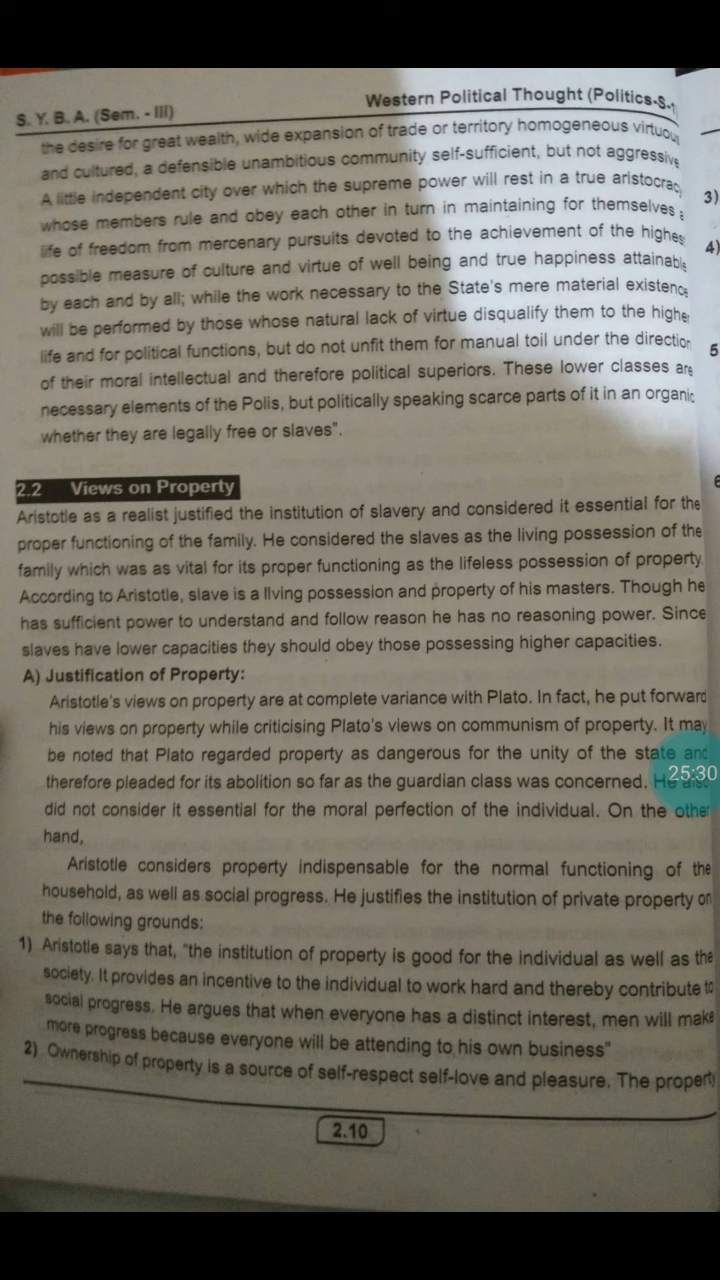 S. Y. B. A. (Sem. - III)
Western Political Thought (Politics-S-
the desire for great wealth, wide expansion of trade or territory homogeneous virtuous
and cultured, a defensible unambitious community self-sufficient, but not aggressive
A little independent city over which the supreme power will rest in a true aristocrac
whose members rule and obey each other in turn in maintaining for themselves a
life of freedom from mercenary pursuits devoted to the achievement of the highes
possible measure of culture and virtue of well being and true happiness attainabl
by each and by all; while the work necessary to the State's mere material existence
will be performed by those whose natural lack of virtue disqualify them to the highe
life and for political functions, but do not unfit them for manual toil under the direction
of their moral intellectual and therefore political superiors. These lower classes are
necessary elements of the Polis, but politically speaking scarce parts of it in an organic
whether they are legally free or slaves".
2.2 Views on Property
Aristotle as a realist justified the institution of slavery and considered it essential for the
proper functioning of the family. He considered the slaves as the living possession of the
family which was as vital for its proper functioning as the lifeless possession of property.
According to Aristotle, slave is a living possession and property of his masters. Though he
has sufficient power to understand and follow reason he has no reasoning power. Since
slaves have lower capacities they should obey those possessing higher capacities.
A) Justification of Property:
Aristotle's views on property are at complete variance with Plato. In fact, he put forward
his views on property while criticising Plato's views on communism of property. It may
be noted that Plato regarded property as dangerous for the unity of the state and
therefore pleaded for its abolition so far as the guardian class was concerned. He also
did not consider it essential for the moral perfection of the individual. On the other
hand,
Aristotle considers property indispensable for the normal functioning of the
household, as well as social progress. He justifies the institution of private property on
the following grounds:
1) Aristotle says that, "the institution of property is good for the individual as well as the
society. It provides an incentive to the individual to work hard and thereby contribute to
social progress. He argues that when everyone has a distinct interest, men will make
more progress because everyone will be attending to his own business"
2) Ownership of property is a source of self-respect self-love and pleasure. The property
2.10
3)
4)
5
6
25:30